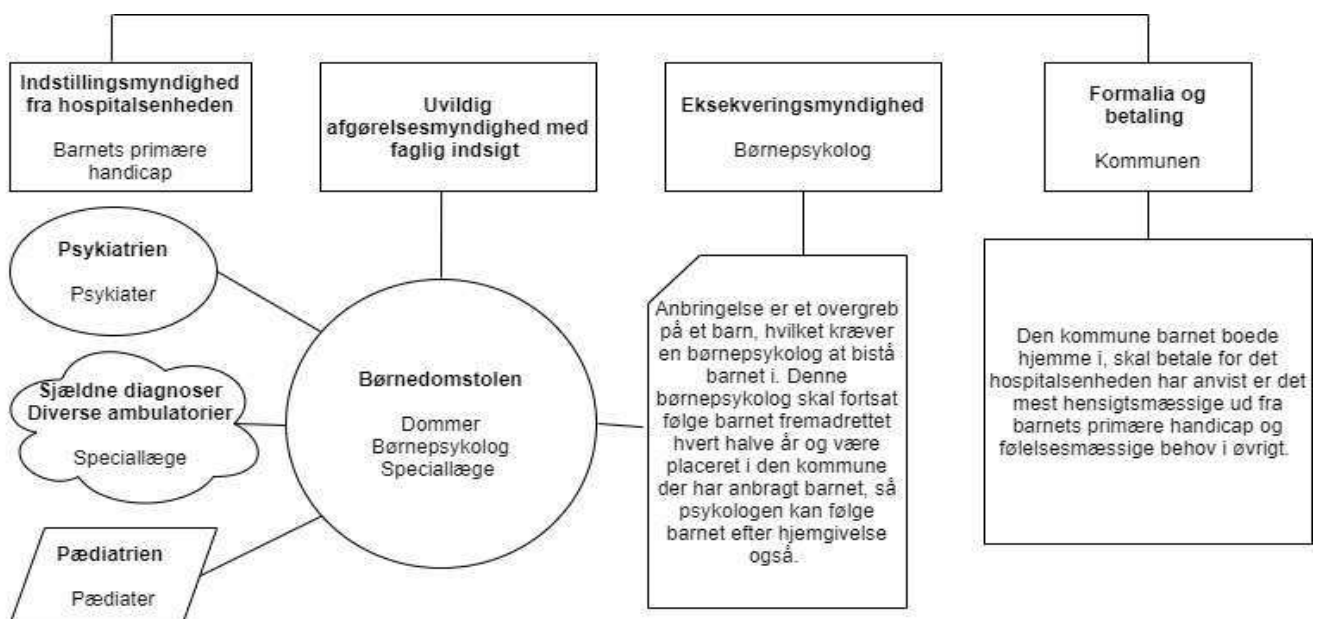 Indstillingsmyndighed
fra hospitalsenheden
Barnets primære
handicap
Uvildig
afgørelsesmyndighed med
faglig indsigt
Eksekveringsmyndighed
Børnepsykolog
Formalia og
betaling
Kommunen
Psykiatrien
Psykiater
Sjældne diagnoser
Diverse ambulatorier
Speciallæge
Pædiatrien
Pædiater
Børnedomstolen
Dommer
Børnepsykolog
Speciallæge
Anbringelse er et overgreb
på et barn, hvilket kræver
en børnepsykolog at bistå
barnet i. Denne
børnepsykolog skal fortsat
følge barnet fremadrettet
hvert halve år og være
placeret i den kommune
der har anbragt barnet, så
psykologen kan følge
barnet efter hjemgivelse
også.
Den kommune barnet boede
hjemme i, skal betale for det
hospitalsenheden har anvist er det
mest hensigtsmæssige ud fra
barnets primære handicap og
følelsesmæssige behov i øvrigt.